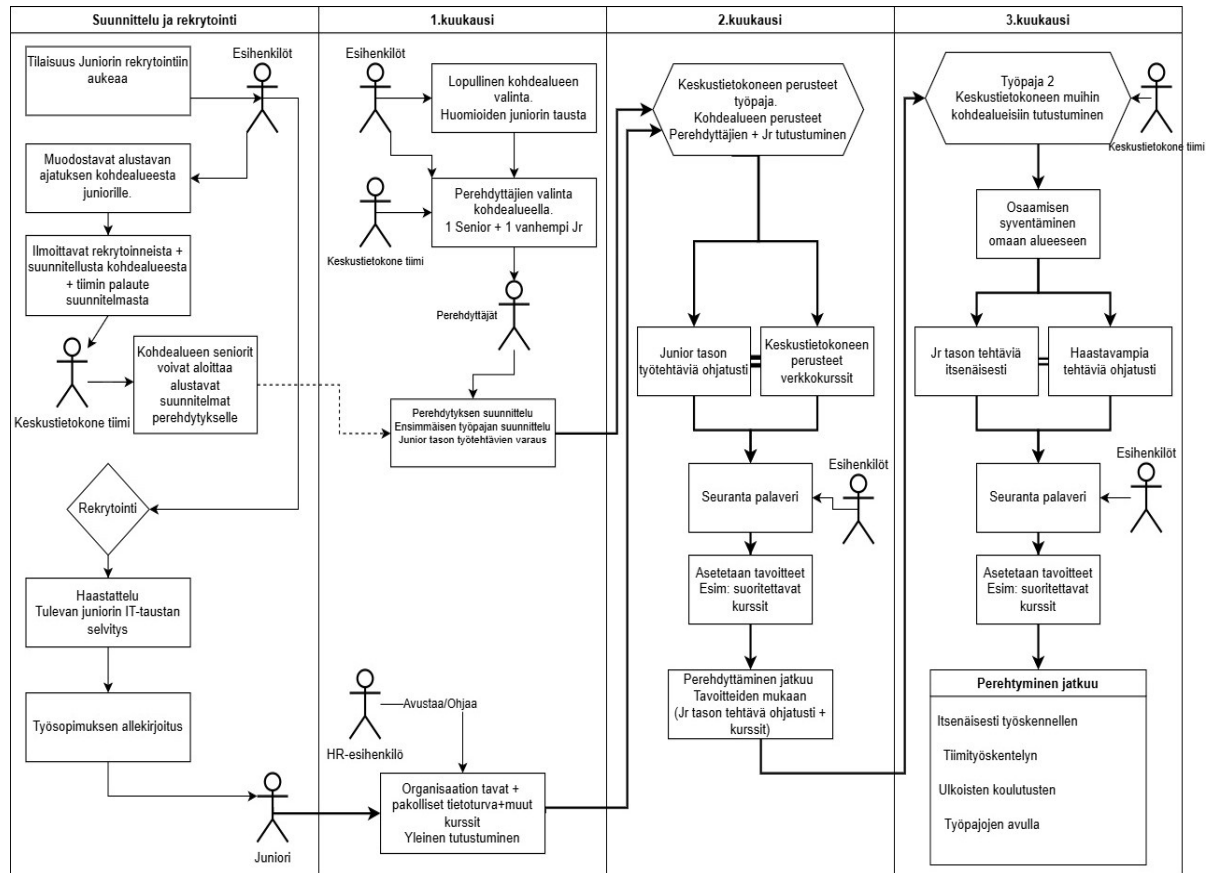 Suunnittelu ja rekrytointi
Tilaisuus Juniorin rekrytointiin
aukeaa
Esihenkilöt
Muodostavat alustavan
ajatuksen kohdealueesta
juniorille.
Ilmoittavat rekrytoinneista +
suunnitellusta kohdealueesta
+ tiimin palaute
suunnitelmasta
Keskustietokone tiimi
Kohdealueen seniorit
voivat aloittaa
alustavat
suunnitelmat
perehdytykselle
Rekrytointi
Haastattelu
Tulevan juniorin IT-taustan
selvitys
Työsopimuksen allekirjoitus
Juniori
1.kuukausi
Esihenkilöt
Lopullinen kohdealueen
valinta.
Huomioiden juniorin tausta
Keskustietokone tiimi
Perehdyttäjien valinta
kohdealueella.
1 Senior + 1 vanhempi Jr
Perehdyttäjät
Perehdytyksen suunnittelu
Ensimmäisen työpajan suunnittelu
Junior tason työtehtävien varaus
HR-esihenkilö
Avustaa/Ohjaa
Organisaation tavat +
pakolliset tietoturva+muut
kurssit
Yleinen tutustuminen
2.kuukausi
Keskustietokoneen perusteet
työpaja.
Kohdealueen perusteet
Perehdyttäjien + Jr tutustuminen
Junior tason
työtehtäviä ohjatusti
Keskustietokoneen
perusteet
verkkokurssit
Esihenkilöt
Seuranta palaveri
Asetetaan tavoitteet
Esim: suoritettavat
kurssit
Perehdyttäminen jatkuu
Tavoitteiden mukaan
(Jr tason tehtävä ohjatusti +
kurssit)
3.kuukausi
Työpaja 2
Keskustietokoneen muihin
kohdealueisiin tutustuminen
Keskustietokone tiimi
Osaamisen
syventäminen
omaan alueeseen
Jr tason tehtäviä
itsenäisesti
Haastavampia
tehtäviä ohjatusti
Esihenkilöt
Seuranta palaveri
Asetetaan tavoitteet
Esim: suoritettavat
kurssit
Perehtyminen jatkuu
Itsenäisesti työskennellen
Tiimityöskentelyn
Ulkoisten koulutusten
Työpajojen avulla